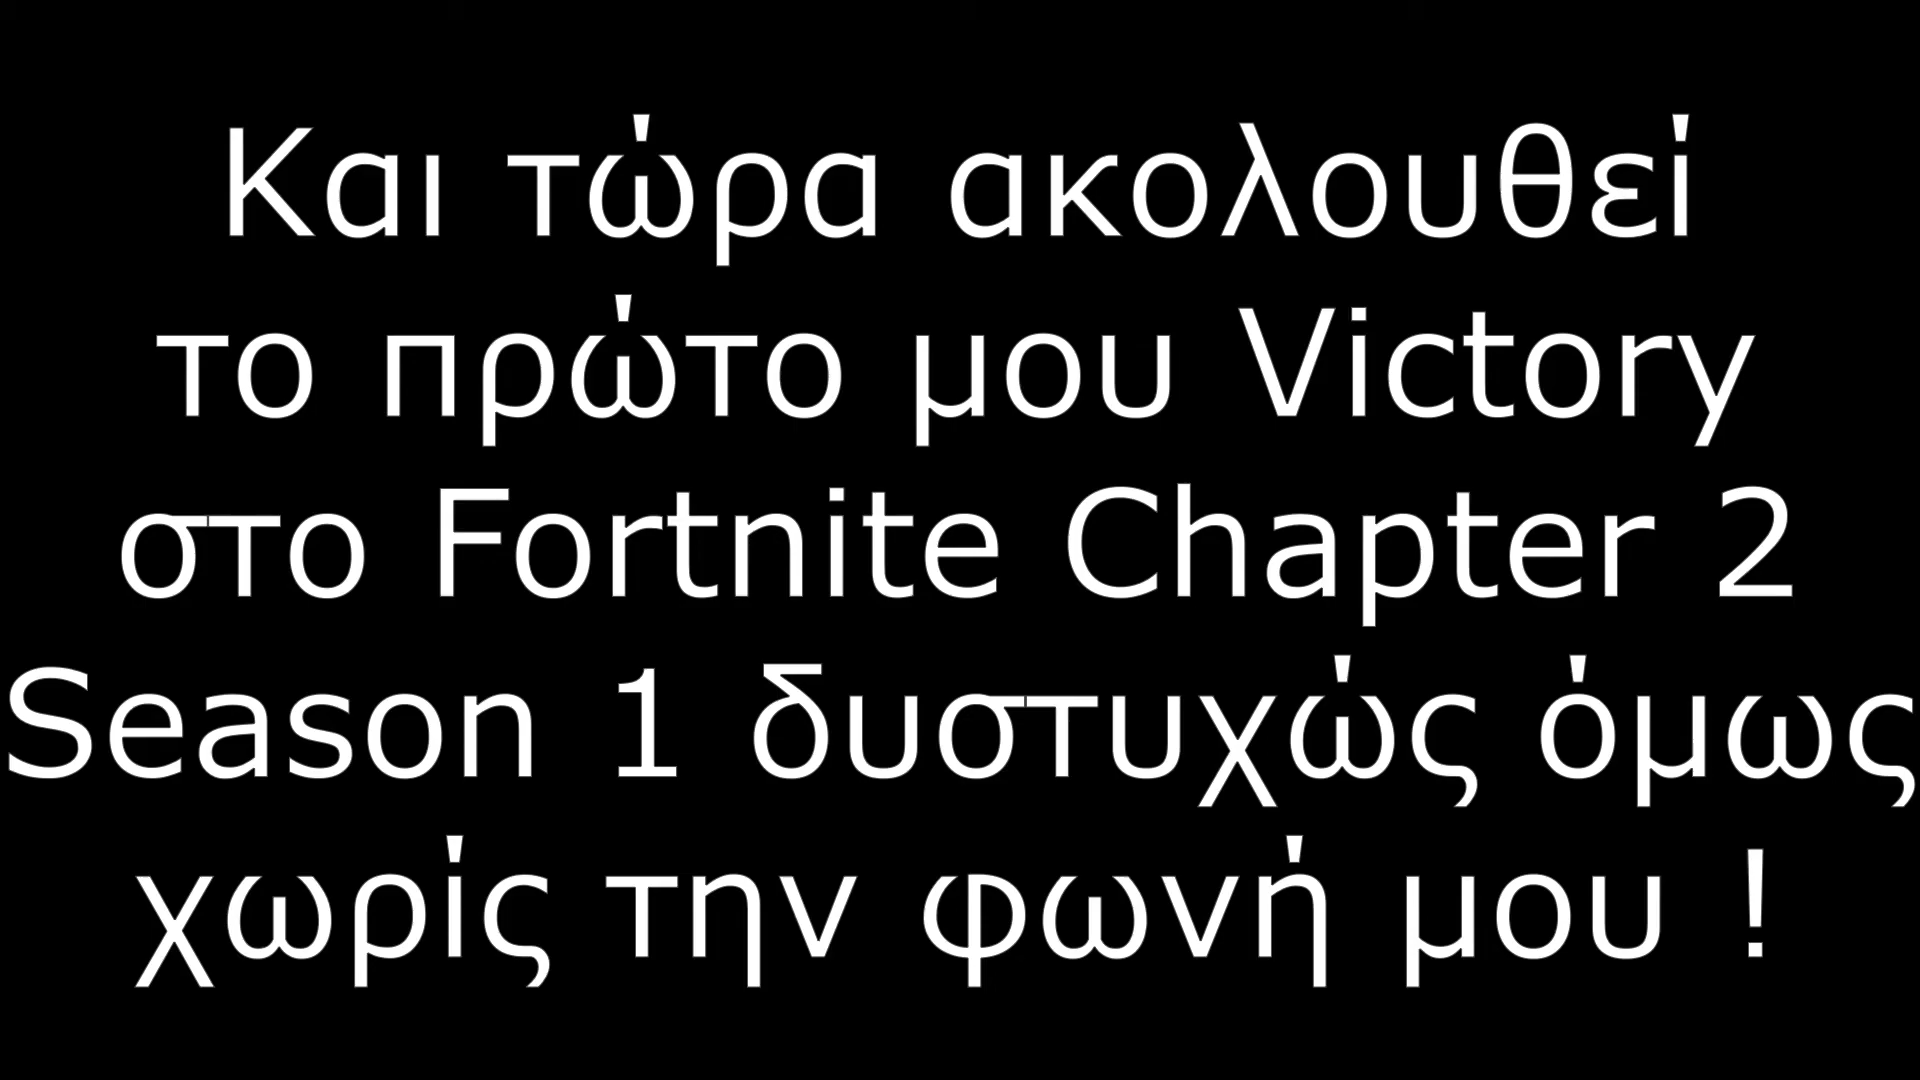 Και τώρα ακολουθεί
το πρώτο μου Victory
στο Fortnite Chapter 2
Season 1 δυστυχώς όμως
χωρίς την φωνή μου !